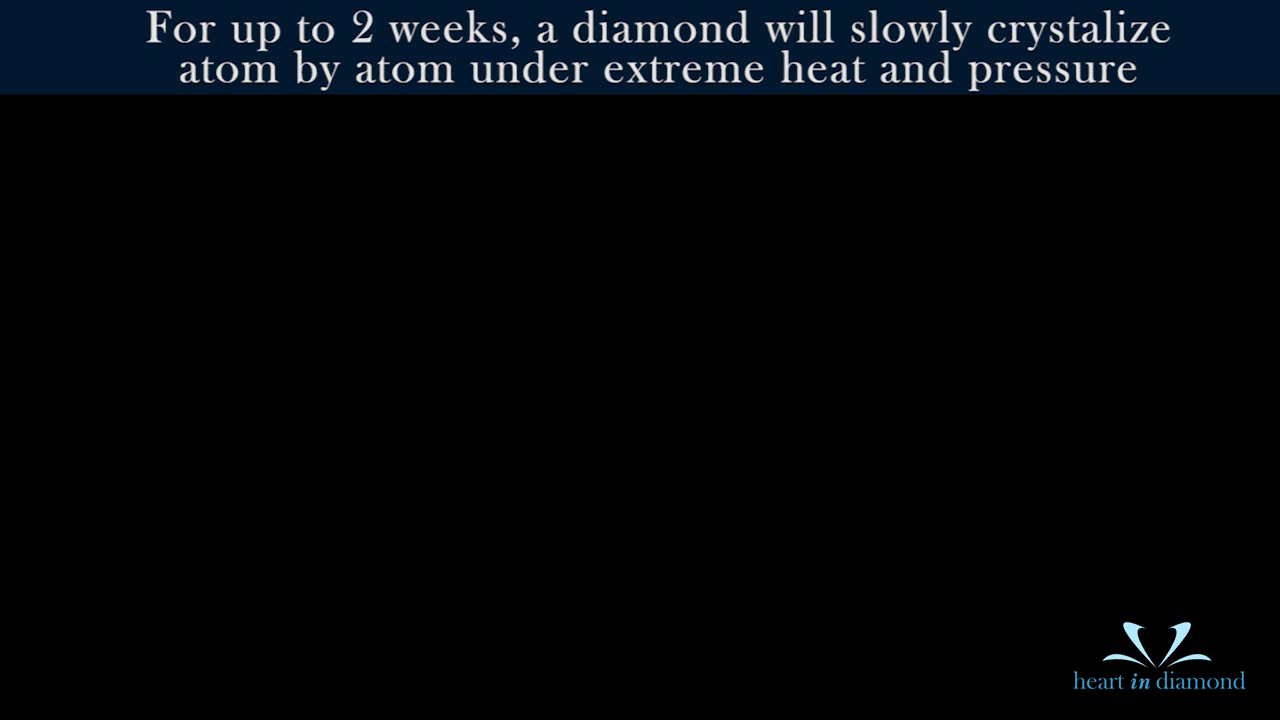 For up to 2 weeks, a diamond will slowly crystalize
atom by atom under extreme heat and pressure
heart in diamond